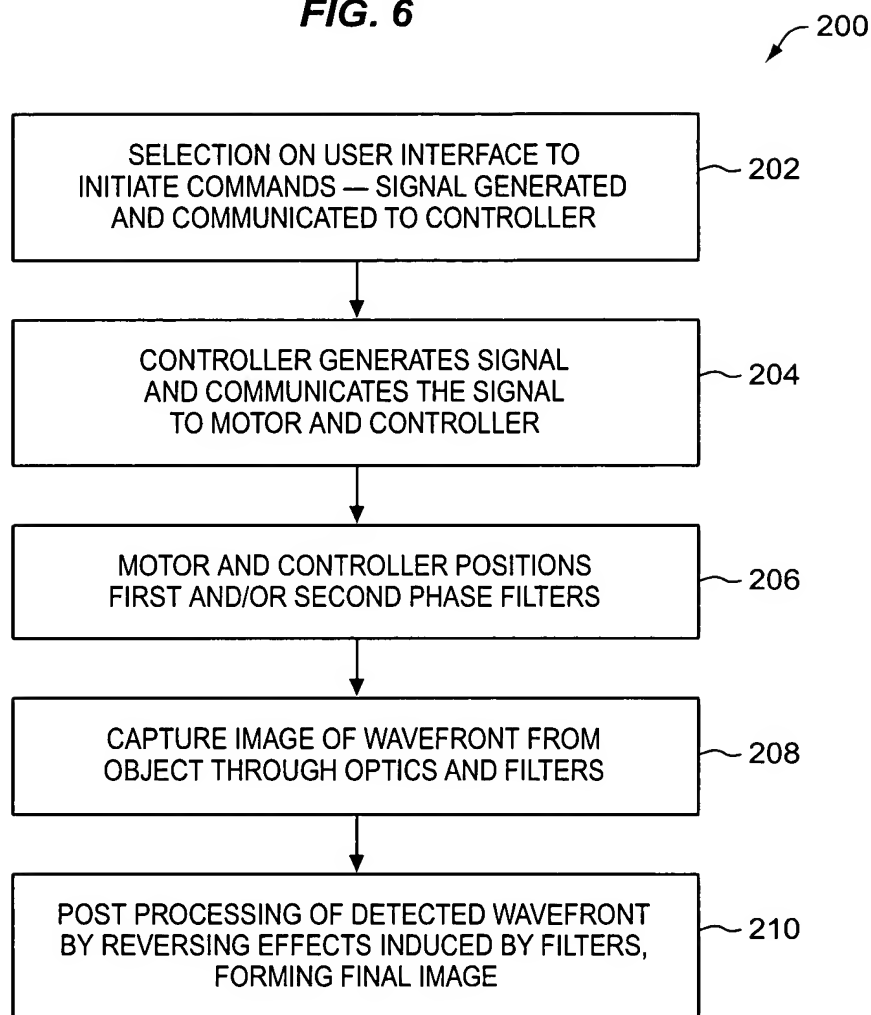 FIG. 6
200
SELECTION ON USER INTERFACE TO
INITIATE COMMANDS — SIGNAL GENERATED
AND COMMUNICATED TO CONTROLLER
202
CONTROLLER GENERATES SIGNAL
AND COMMUNICATES THE SIGNAL
TO MOTOR AND CONTROLLER
204
MOTOR AND CONTROLLER POSITIONS
FIRST AND/OR SECOND PHASE FILTERS
206
CAPTURE IMAGE OF WAVEFRONT FROM
OBJECT THROUGH OPTICS AND FILTERS
208
POST PROCESSING OF DETECTED WAVEFRONT
BY REVERSING EFFECTS INDUCED BY FILTERS,
FORMING FINAL IMAGE
210